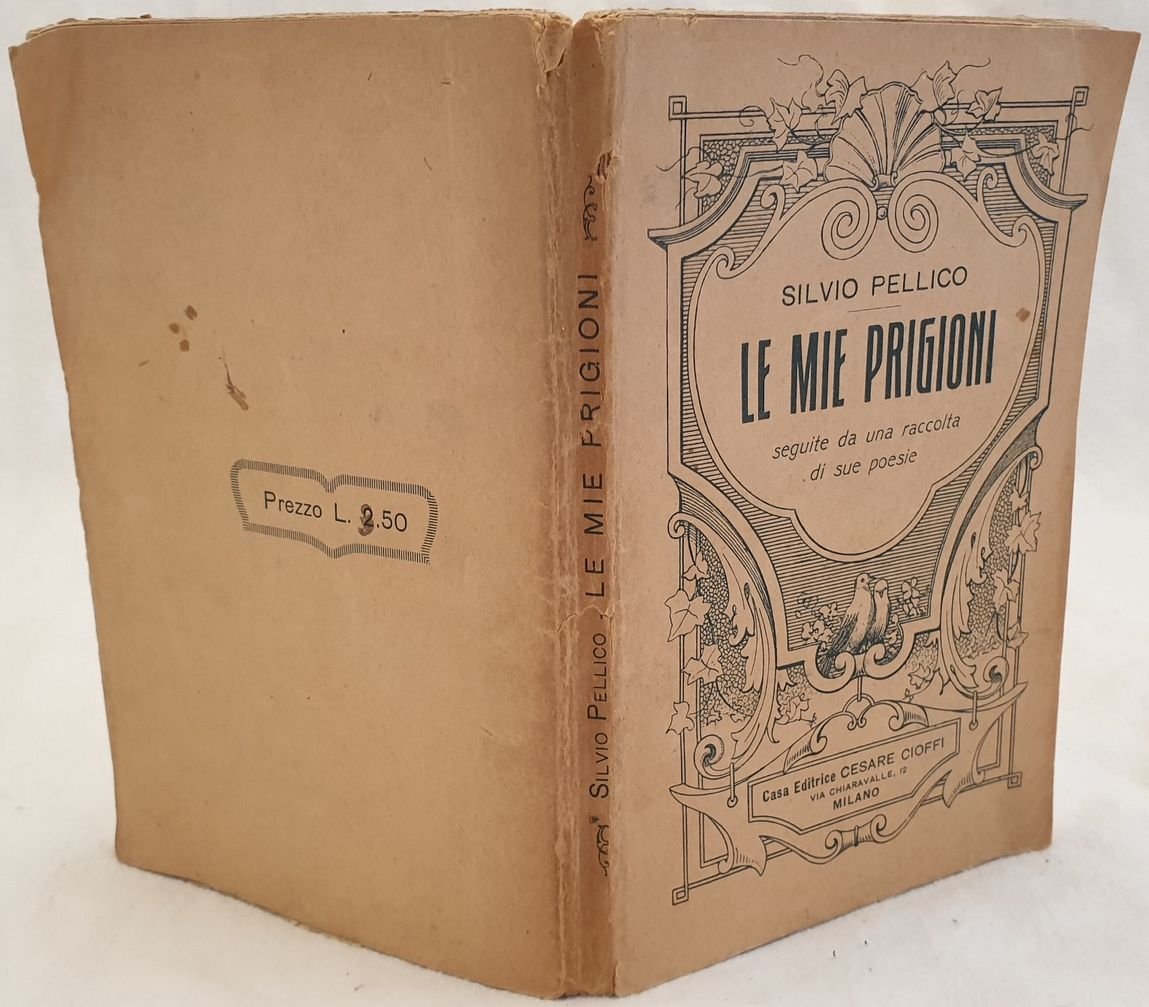 Prezzo L. 2.50
SILVIO PELLICO - LE MIE PRIGIONI
SILVIO PELLICO
LE MIE PRIGIONI
seguite da una raccolta
di sue poesie
Casa Editrice CESARE CIOFFI
VIA CHIARAVALLE, 12
MILANO